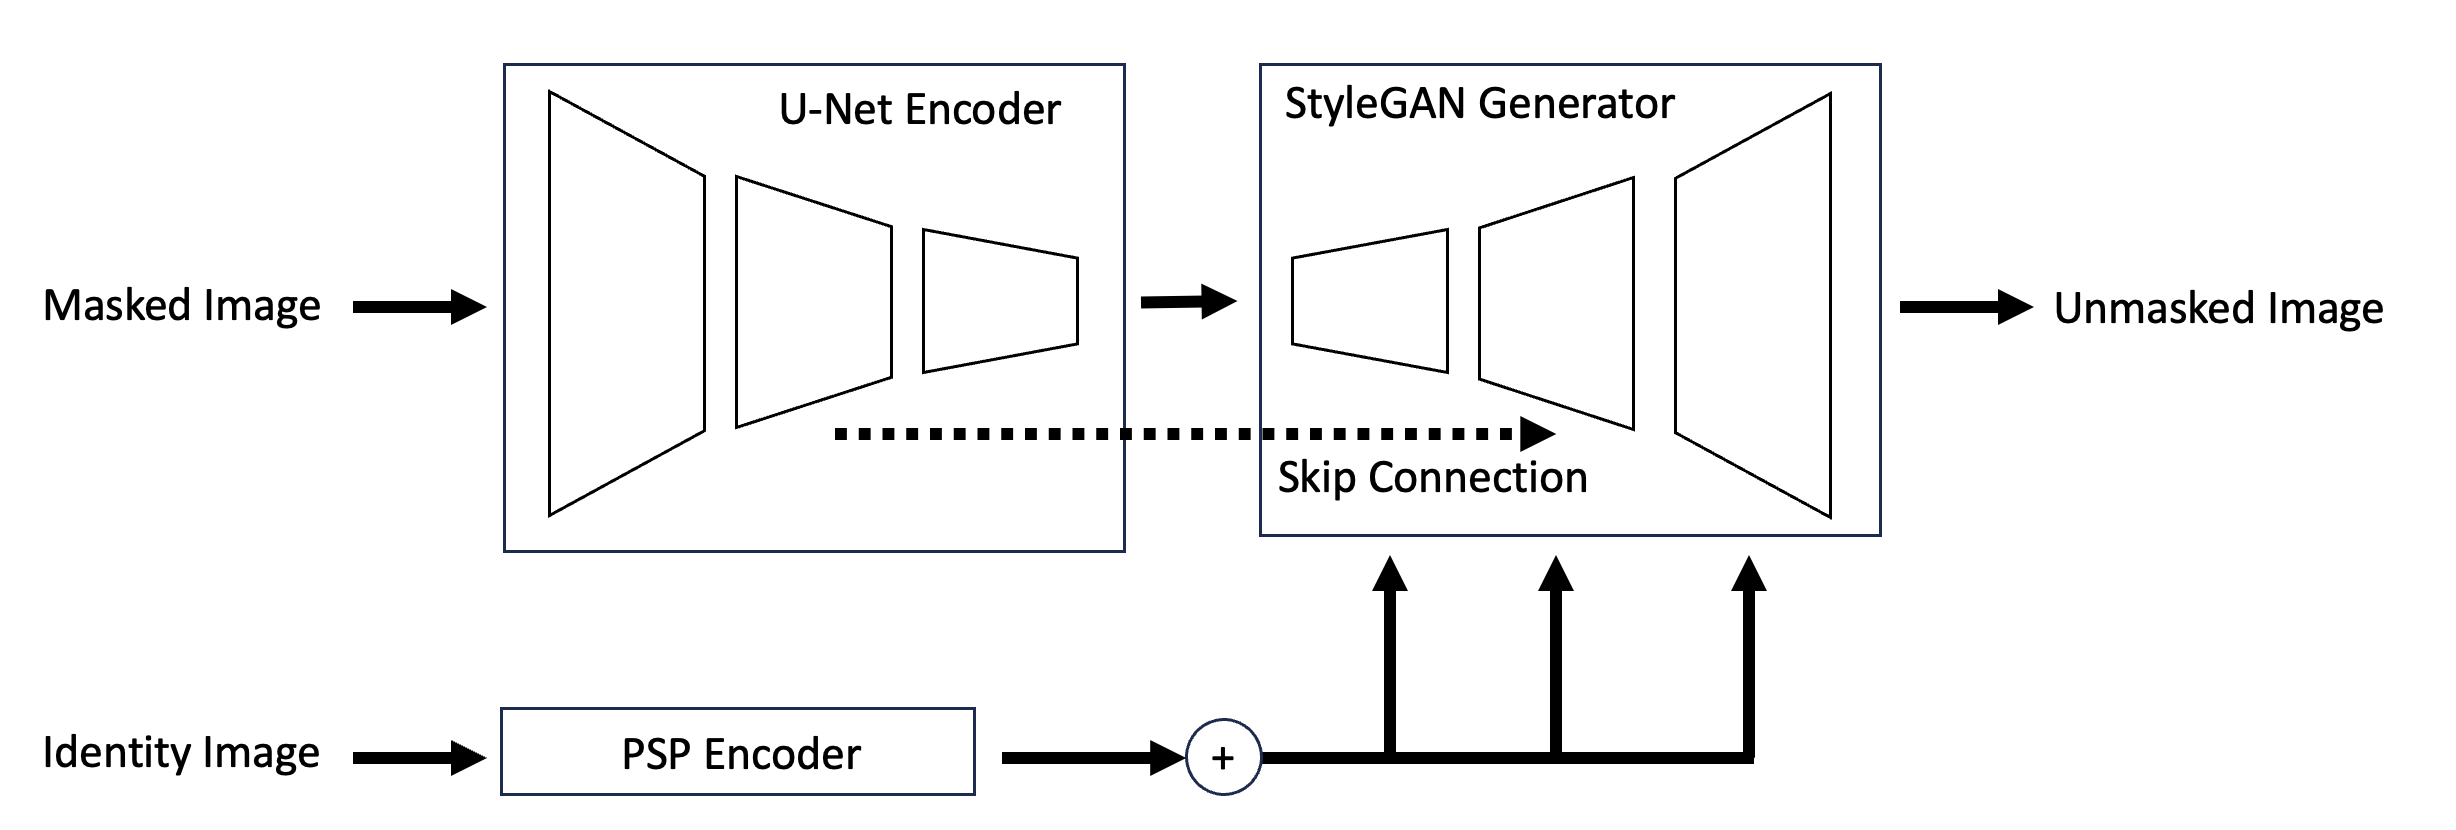 U-Net Encoder
StyleGAN Generator
Masked Image
Unmasked Image
Skip Connection
Identity Image
PSP Encoder
+